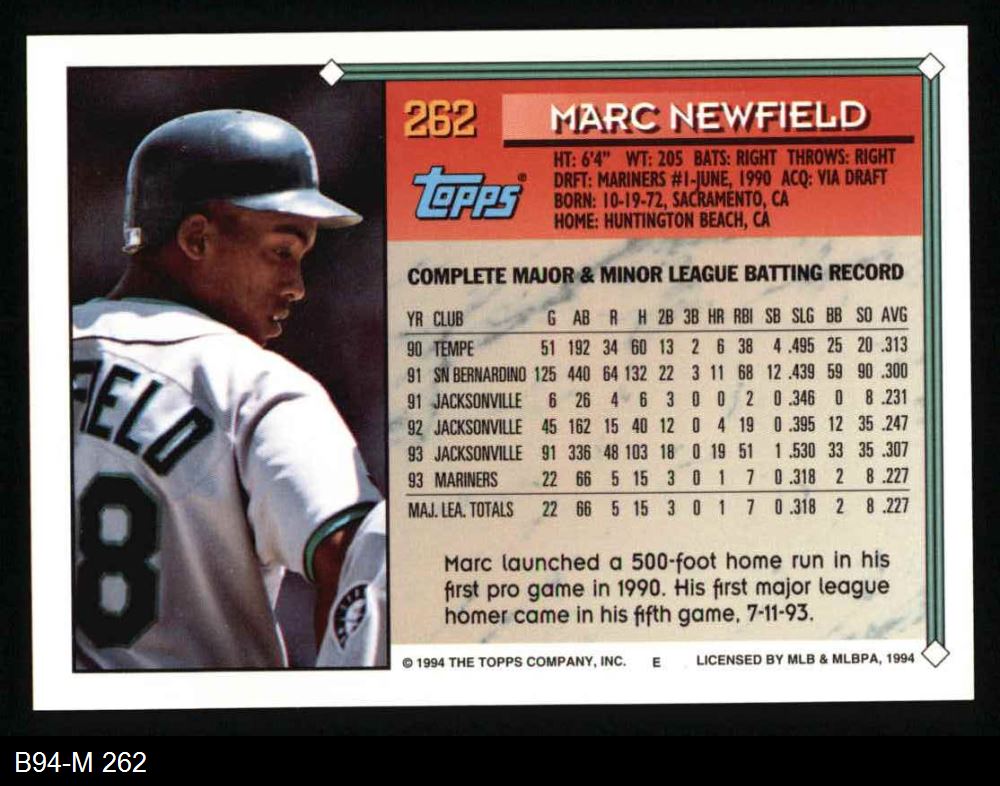 262 MARC NEWFIELD
topps®
HT: 6'4" WT: 205 BATS: RIGHT THROWS: RIGHT
DRFT: MARINERS #1-JUNE, 1990 ACQ: VIA DRAFT
BORN: 10-19-72, SACRAMENTO, CA
HOME: HUNTINGTON BEACH, CA
COMPLETE MAJOR & MINOR LEAGUE BATTING RECORD
YR CLUB G AB R H 2B 3B HR RBI SB SLG BB SO AVG
90 TEMPE 51 192 34 60 13 2 6 38 4 .495 25 20 .313
91 SN BERNARDINO 125 440 64 132 22 3 11 68 12 .439 59 90 .300
91 JACKSONVILLE 6 26 4 6 3 0 0 2 0 .346 0 8 .231
92 JACKSONVILLE 45 162 15 40 12 0 4 19 0 .395 12 35 .247
93 JACKSONVILLE 91 336 48 103 18 0 19 51 1 .530 33 35 .307
93 MARINERS 22 66 5 15 3 0 1 7 0 .318 2 8 .227
MAJ. LEA. TOTALS 22 66 5 15 3 0 1 7 0 .318 2 8 .227
Marc launched a 500-foot home run in his
first pro game in 1990. His first major league
homer came in his fifth game, 7-11-93.
© 1994 THE TOPPS COMPANY, INC. E LICENSED BY MLB & MLBPA, 1994
FIELD
8
B94-M 262